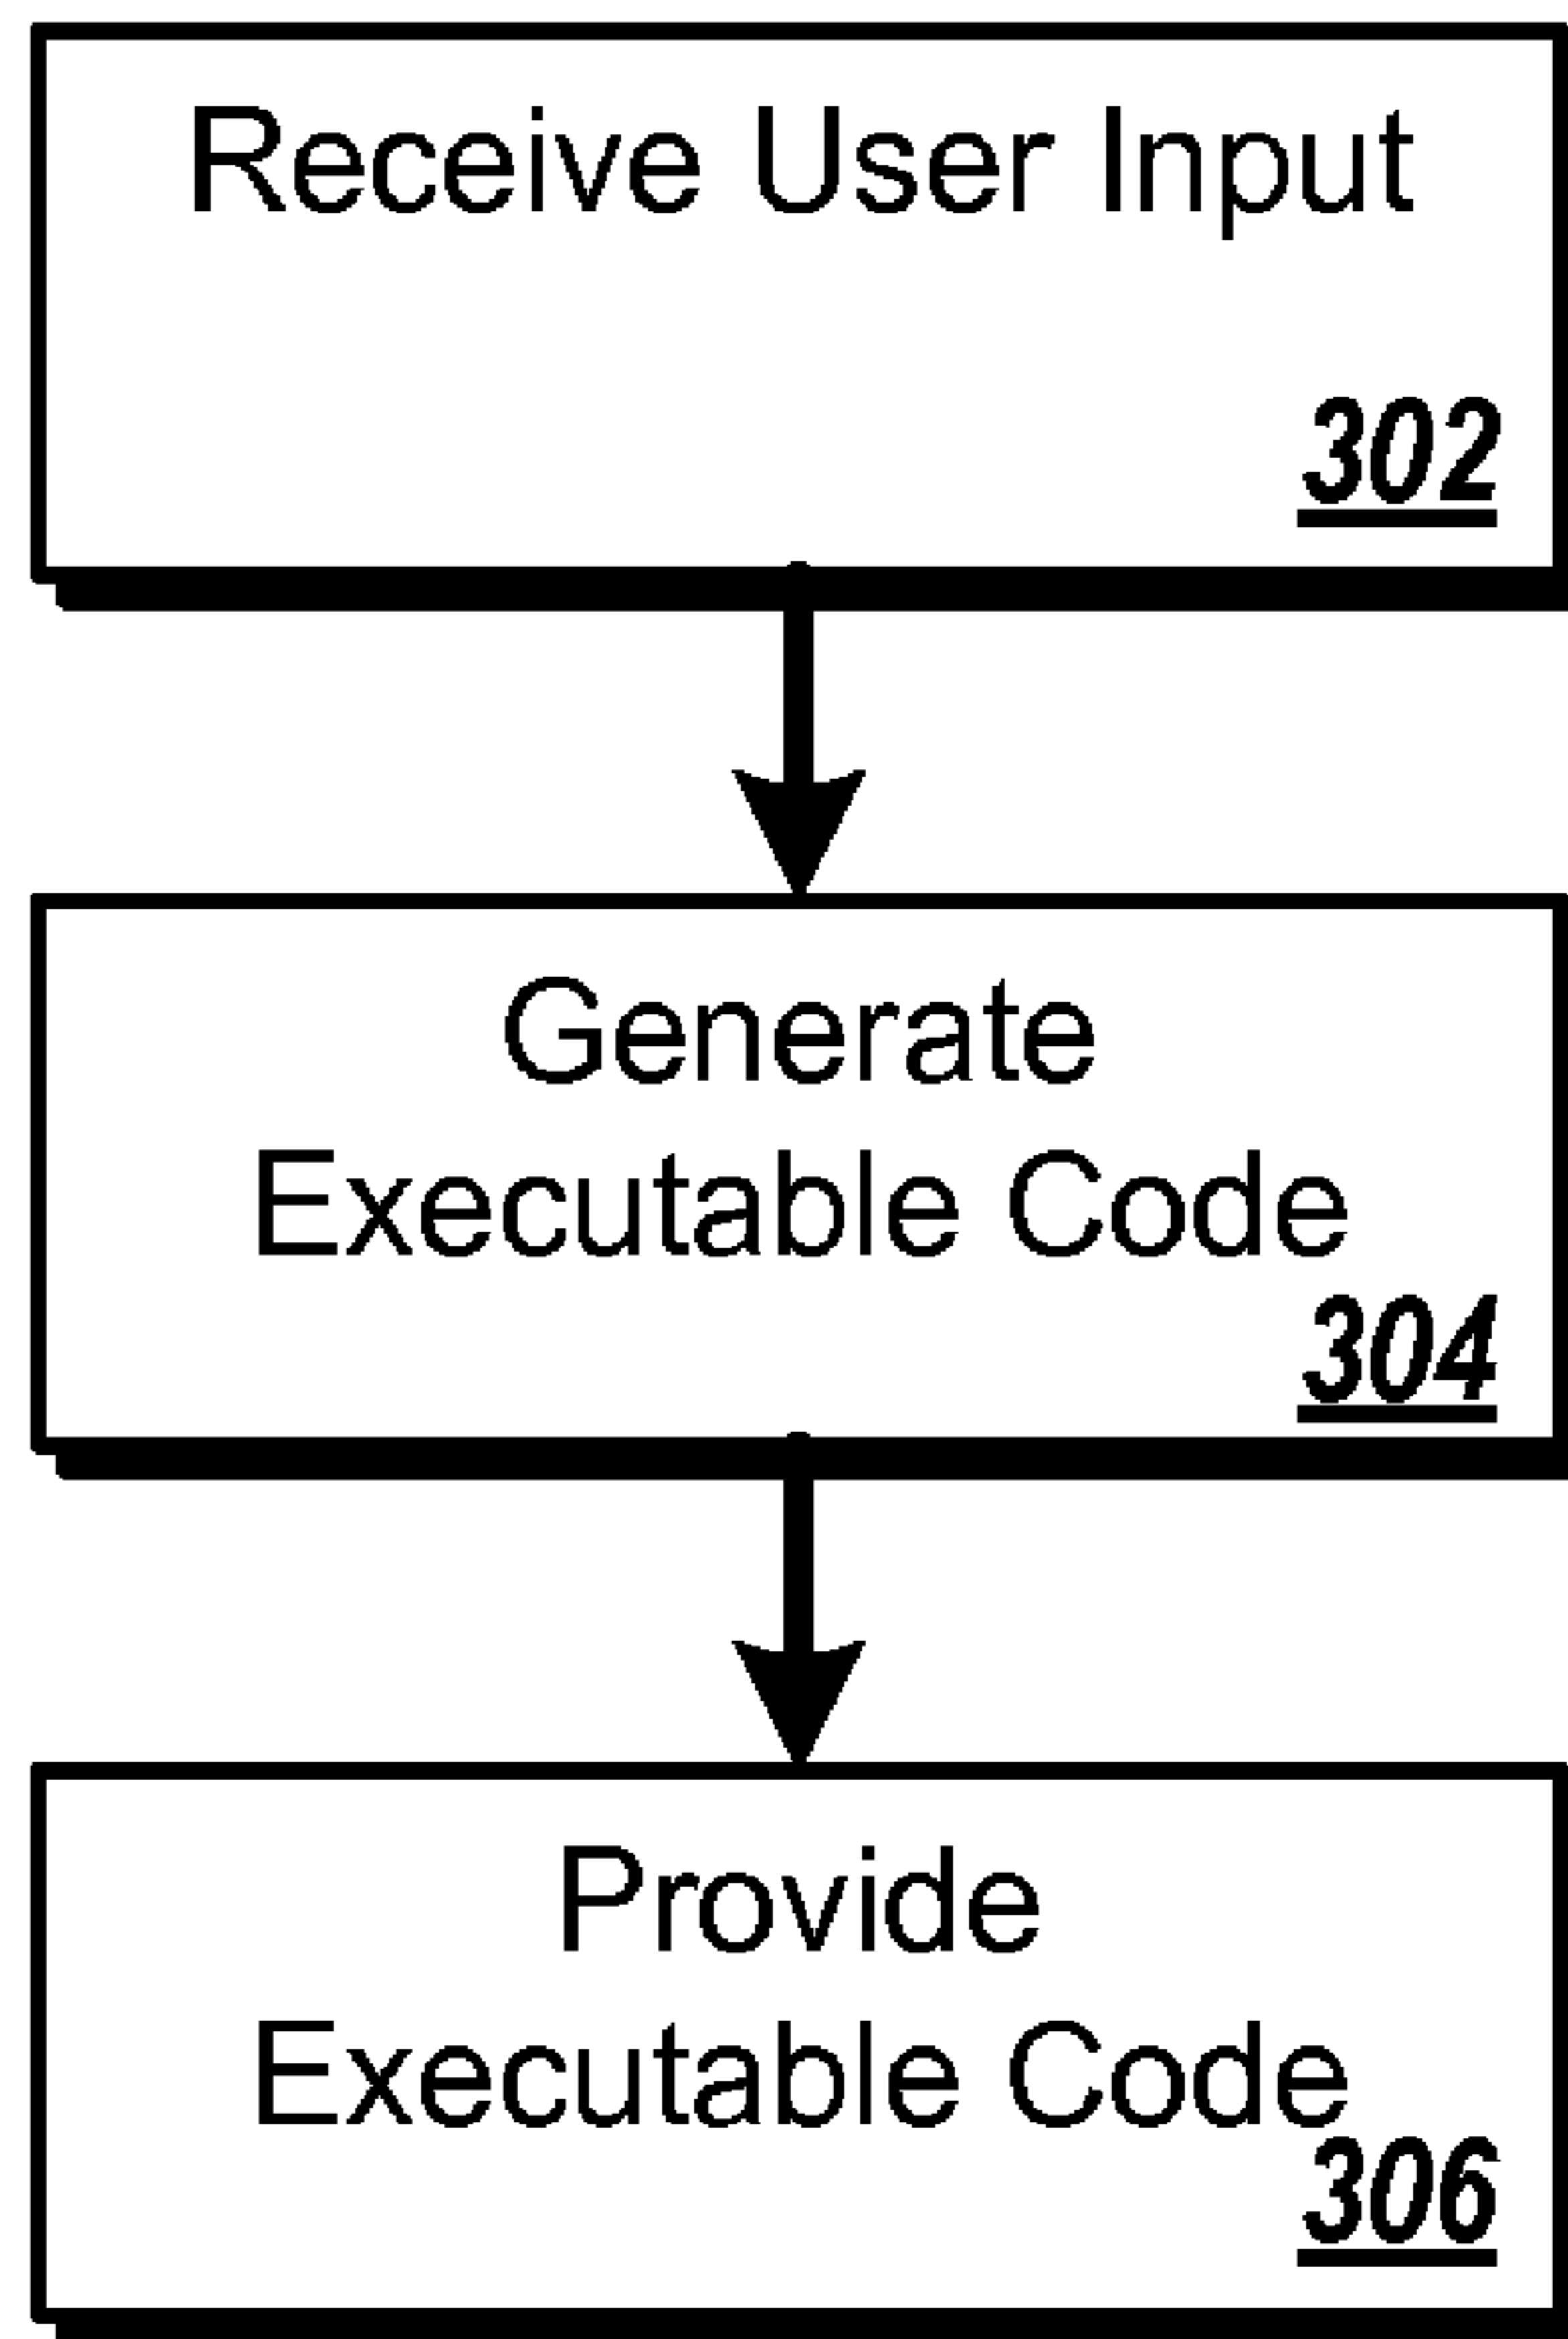 Receive User Input
302
Generate
Executable Code
304
Provide
Executable Code
306